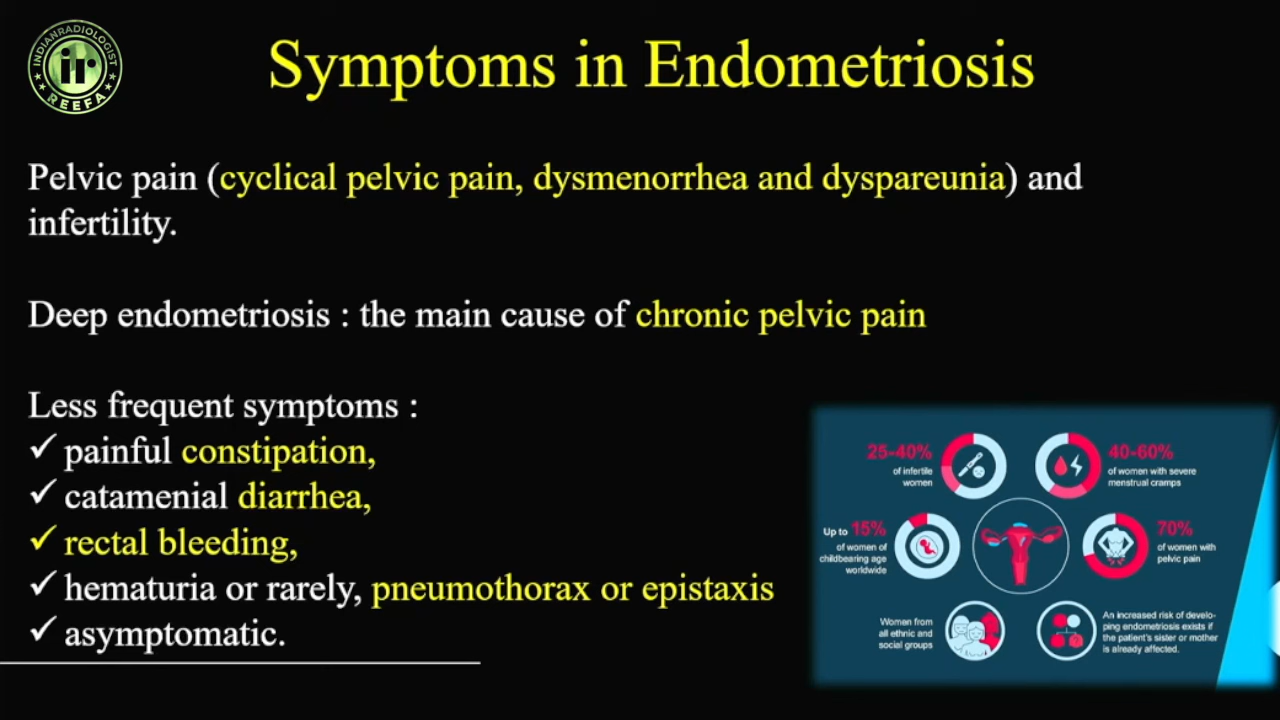 INDIANRADIOLOGIST
ir
REEFA
Symptoms in Endometriosis
Pelvic pain (cyclical pelvic pain, dysmenorrhea and dyspareunia) and
infertility.
Deep endometriosis : the main cause of chronic pelvic pain
Less frequent symptoms :
✓ painful constipation,
✓ catamenial diarrhea,
✓ rectal bleeding,
✓ hematuria or rarely, pneumothorax or epistaxis
✓ asymptomatic.
25-40%
of infertile
women
40-60%
of women with severe
menstrual cramps
Up to 15%
of women of
childbearing age
worldwide
70%
of women with
pelvic pain
Women from
all ethnic and
social groups
An increased risk of develo-
ping endometriosis exists if
the patient's sister or mother
is already affected.